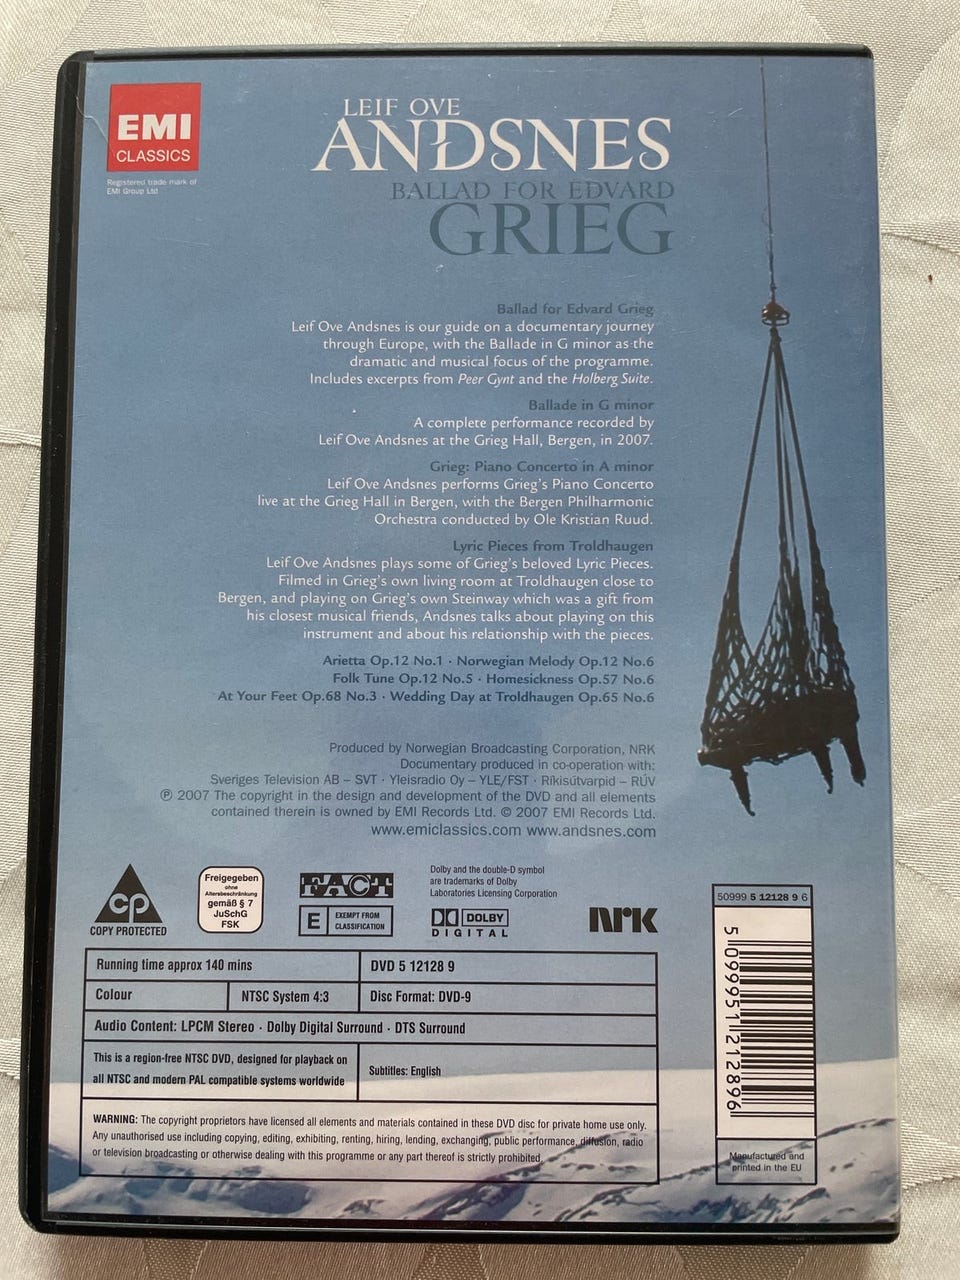 EMI
CLASSICS
Registered trade mark of
EMI Group Ltd
LEIF OVE
ANDSNES
BALLAD FOR EDVARD
GRIEG
Ballad for Edvard Grieg
Leif Ove Andsnes is our guide on a documentary journey
through Europe, with the Ballade in G minor as the
dramatic and musical focus of the programme.
Includes excerpts from Peer Gynt and the Holberg Suite.
Ballade in G minor
A complete performance recorded by
Leif Ove Andsnes at the Grieg Hall, Bergen, in 2007.
Grieg: Piano Concerto in A minor
Leif Ove Andsnes performs Grieg's Piano Concerto
live at the Grieg Hall in Bergen, with the Bergen Philharmonic
Orchestra conducted by Ole Kristian Ruud.
Lyric Pieces from Troldhaugen
Leif Ove Andsnes plays some of Grieg's beloved Lyric Pieces.
Filmed in Grieg's own living room at Troldhaugen close to
Bergen, and playing on Grieg's own Steinway which was a gift from
his closest musical friends, Andsnes talks about playing on this
instrument and about his relationship with the pieces.
Arietta Op.12 No.1 · Norwegian Melody Op.12 No.6
Folk Tune Op.12 No.5 · Homesickness Op.57 No.6
At Your Feet Op.68 No.3 · Wedding Day at Troldhaugen Op.65 No.6
Produced by Norwegian Broadcasting Corporation, NRK
Documentary produced in co-operation with:
Sveriges Television AB – SVT · Yleisradio Oy – YLE/FST · Ríkisútvarpid – RÚV
℗ 2007 The copyright in the design and development of the DVD and all elements
contained therein is owned by EMI Records Ltd. © 2007 EMI Records Ltd.
www.emiclassics.com www.andsnes.com
cp
COPY PROTECTED
Freigegeben
ohne
Altersbeschränkung
gemäß § 7
JuSchG
FSK
FACT
E EXEMPT FROM
CLASSIFICATION
Dolby and the double-D symbol
are trademarks of Dolby
Laboratories Licensing Corporation
DOLBY
DIGITAL
NRK
Running time approx 140 mins
DVD 5 12128 9
Colour
NTSC System 4:3
Disc Format: DVD-9
Audio Content: LPCM Stereo · Dolby Digital Surround · DTS Surround
This is a region-free NTSC DVD, designed for playback on
all NTSC and modern PAL compatible systems worldwide
Subtitles: English
WARNING: The copyright proprietors have licensed all elements and materials contained in these DVD disc for private home use only.
Any unauthorised use including copying, editing, exhibiting, renting, hiring, lending, exchanging, public performance, diffusion, radio
or television broadcasting or otherwise dealing with this programme or any part thereof is strictly prohibited.
50999 5 12128 9 6
5 099951 212896
Manufactured and
printed in the EU